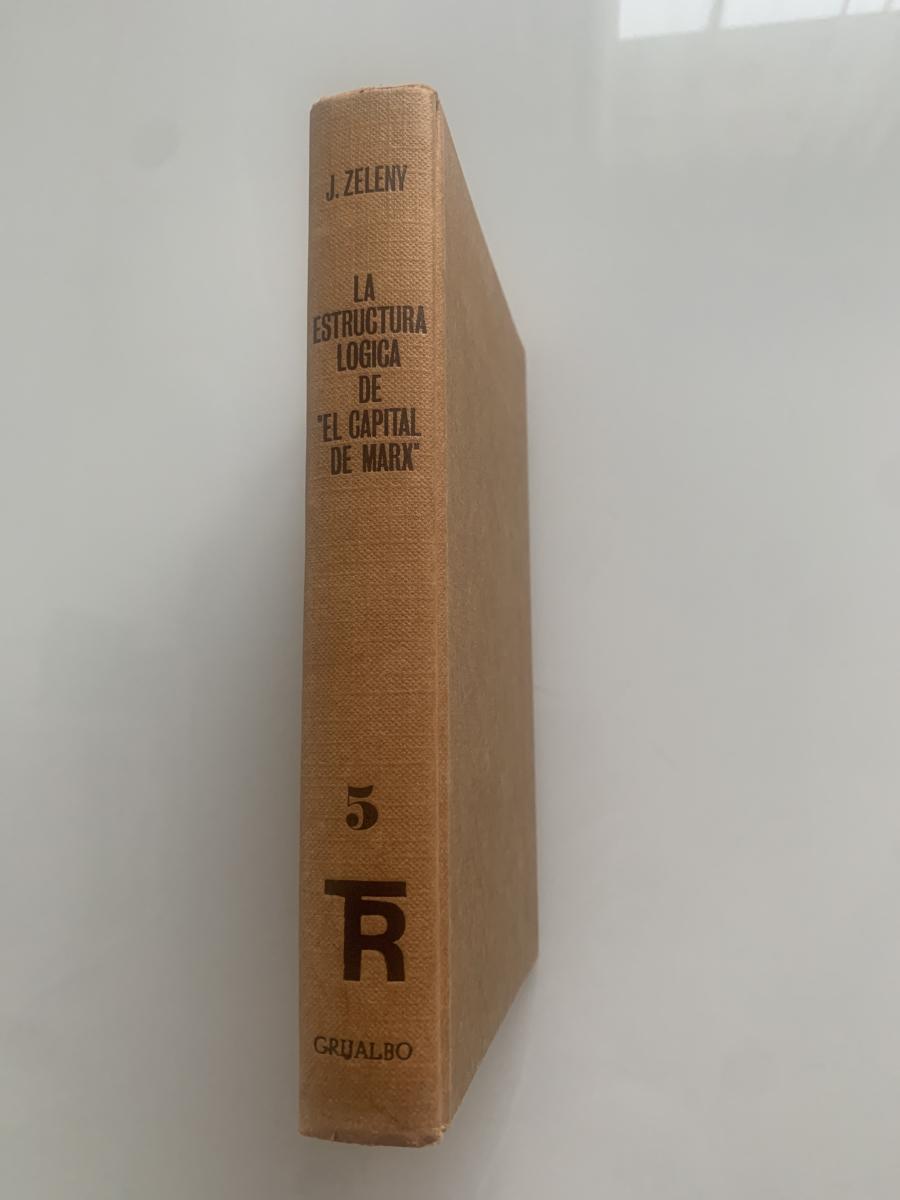 J. ZELENY
LA
ESTRUCTURA
LOGICA
DE
"EL CAPITAL
DE MARX"
5
TR
GRIJALBO